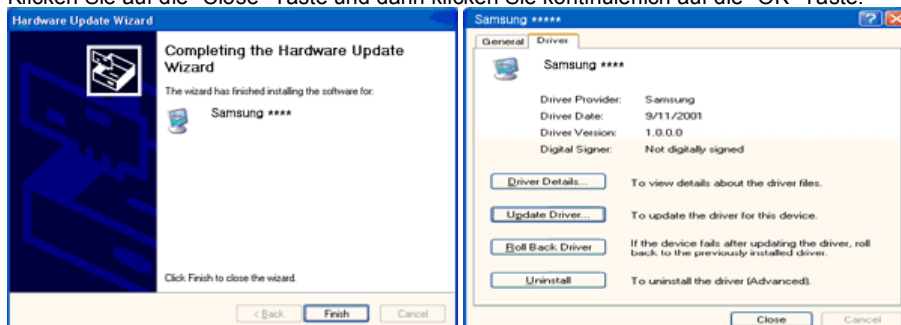 Klicken Sie auf die "Close" Taste und dann klicken Sie kontinuierlich auf die "OK" Taste.
Hardware Update Wizard
Completing the Hardware Update
Wizard
The wizard has finished installing the software for:
Samsung ****
Click Finish to close the wizard.
< Back
Finish
Cancel
Samsung *****
General
Driver
Samsung ****
Driver Provider: Samsung
Driver Date: 9/11/2001
Driver Version: 1.0.0.0
Digital Signer: Not digitally signed
Driver Details... To view details about the driver files.
Update Driver... To update the driver for this device.
Roll Back Driver If the device fails after updating the driver, roll
back to the previously installed driver.
Uninstall To uninstall the driver (Advanced).
Close
Cancel